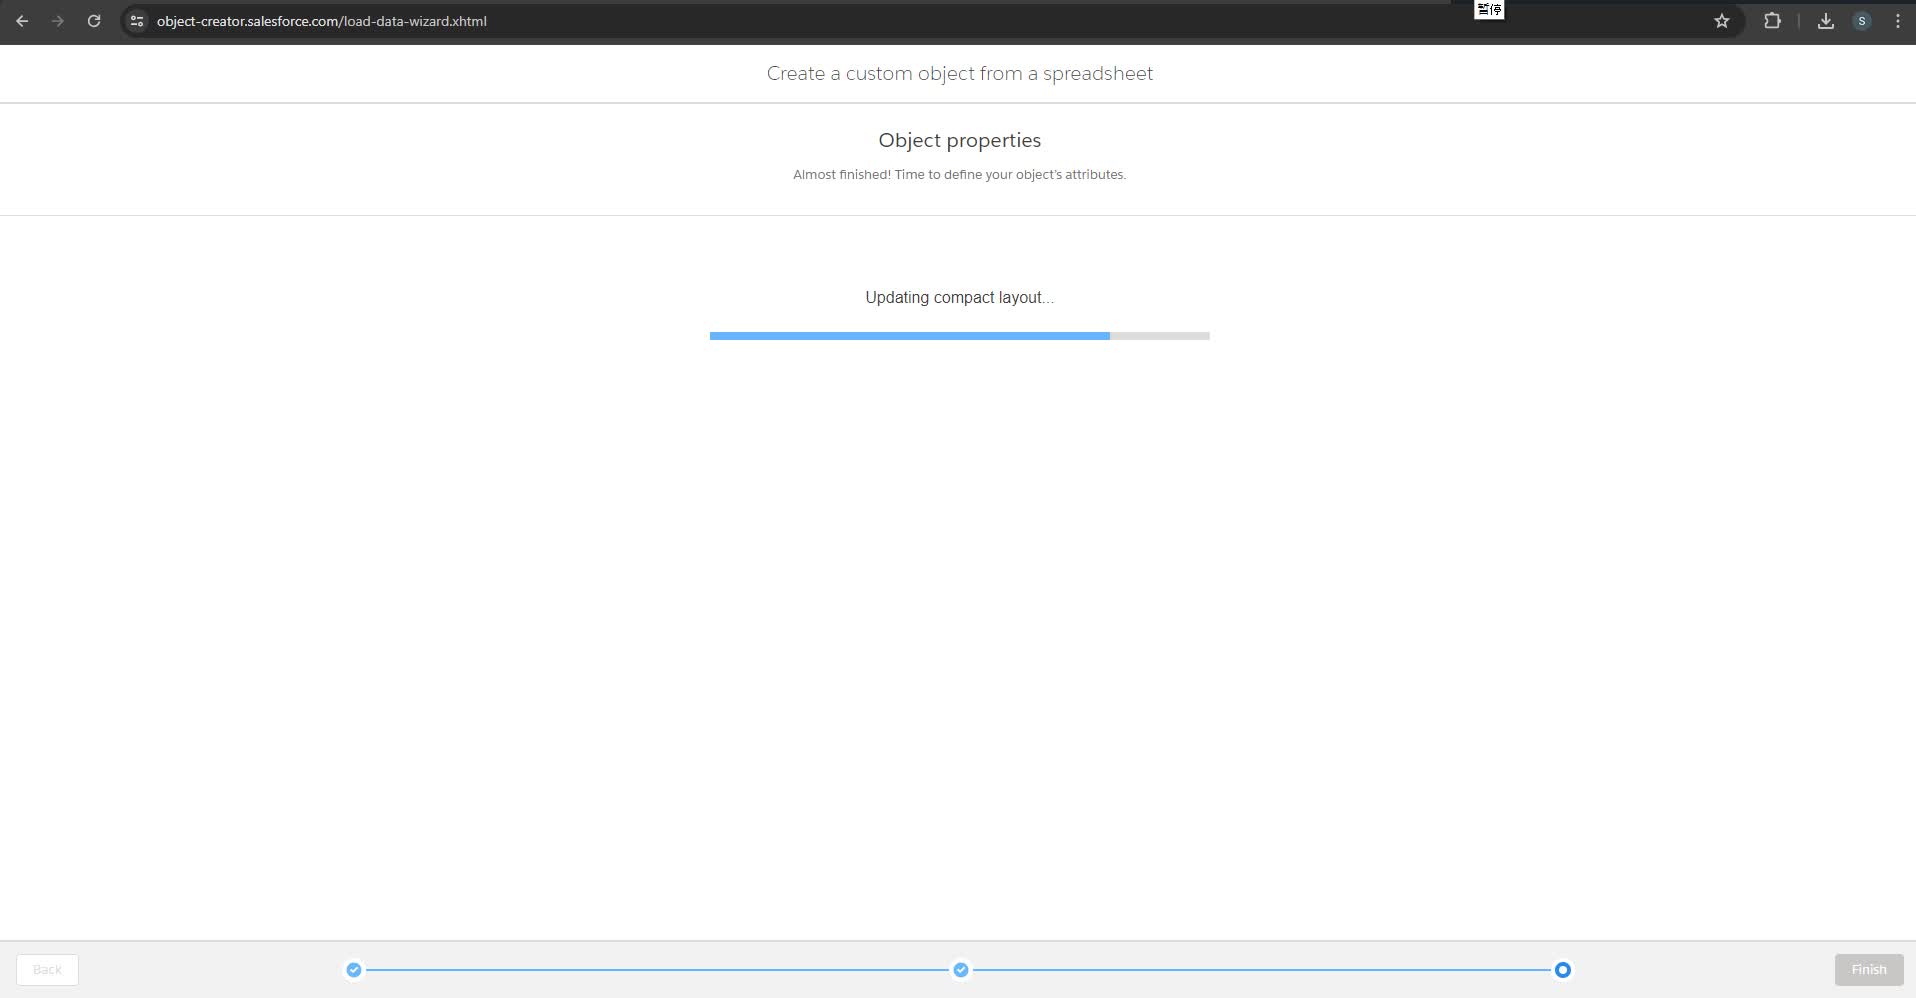 暂停
object-creator.salesforce.com/load-data-wizard.xhtml
S
Create a custom object from a spreadsheet
Object properties
Almost finished! Time to define your object's attributes.
Updating compact layout...
Back
Finish